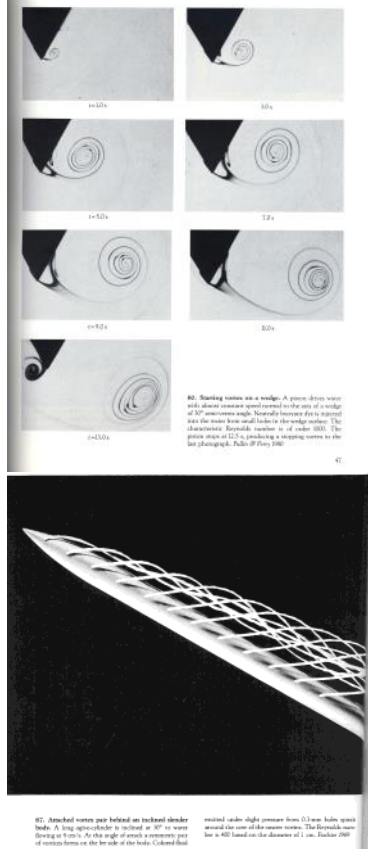 t=1.0 s
3.0 s
t=5.0 s
7.0 s
t=9.0 s
11.0 s
t=13.0 s
80. Starting vortex on a wedge. A piston drives water
with almost constant speed normal to the axis of a wedge
of 30° semi-vertex angle. Neutrally buoyant dye is injected
into the water from small holes in the wedge surface. The
characteristic Reynolds number is of order 1000. The
piston stops at 12.5 s, producing a stopping vortex in the
last photograph. Pullin & Perry 1980
47
67. Attached vortex pair behind an inclined slender
body. A long ogive-cylinder is inclined at 30° to water
flowing at 4 cm/s. At this angle of attack a symmetric pair
of vortices forms on the lee side of the body. Colored fluid
emitted under slight pressure from 0.3-mm holes spirals
around the core of the nearer vortex. The Reynolds num-
ber is 400 based on the diameter of 1 cm. Fiechter 1969